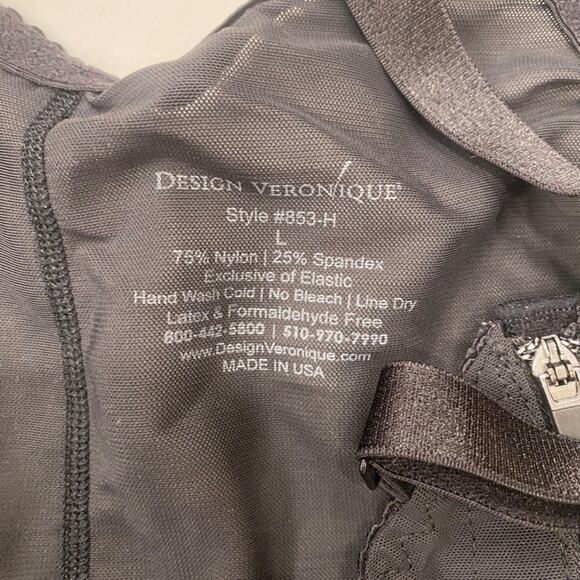 DESIGN VERONIQUE®
Style #853-H
L
75% Nylon | 25% Spandex
Exclusive of Elastic
Hand Wash Cold | No Bleach | Line Dry
Latex & Formaldehyde Free
800-442-5800 | 510-970-7990
www.DesignVeronique.com
MADE IN USA